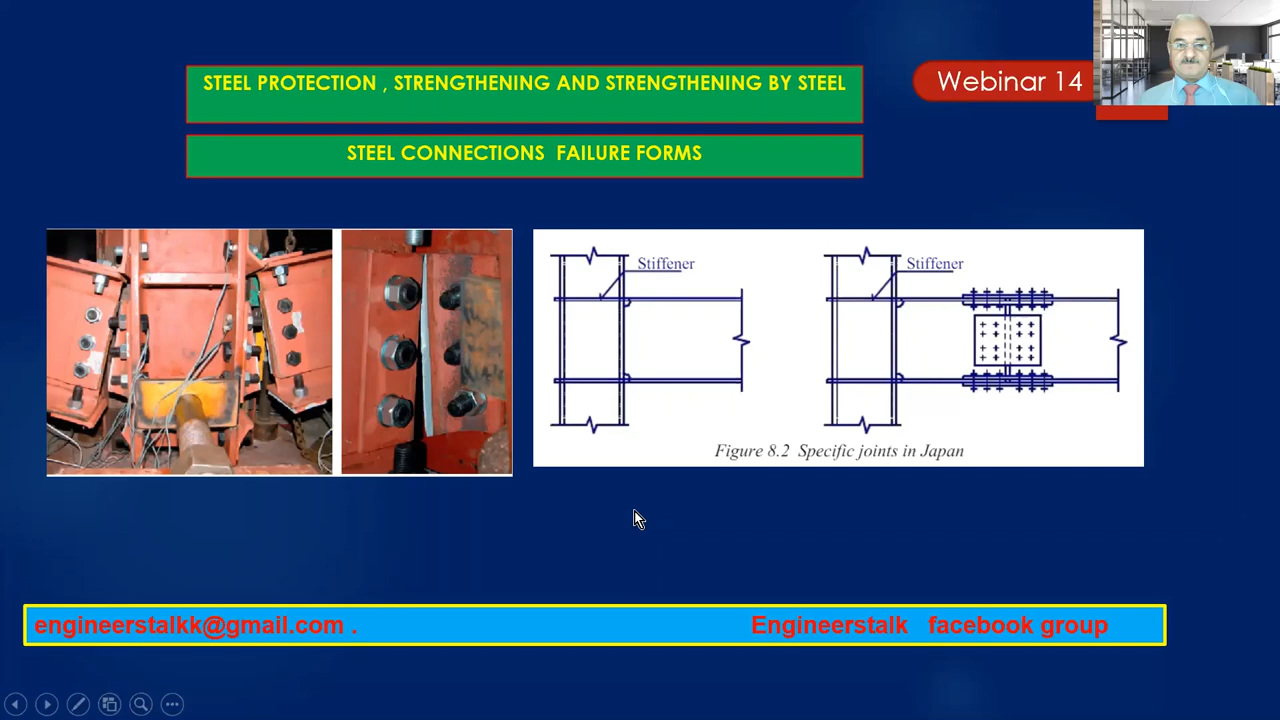 STEEL PROTECTION , STRENGTHENING AND STRENGTHENING BY STEEL
Webinar 14
STEEL CONNECTIONS FAILURE FORMS
Stiffener
Stiffener
Figure 8.2 Specific joints in Japan
engineerstalkk@gmail.com .
Engineerstalk facebook group